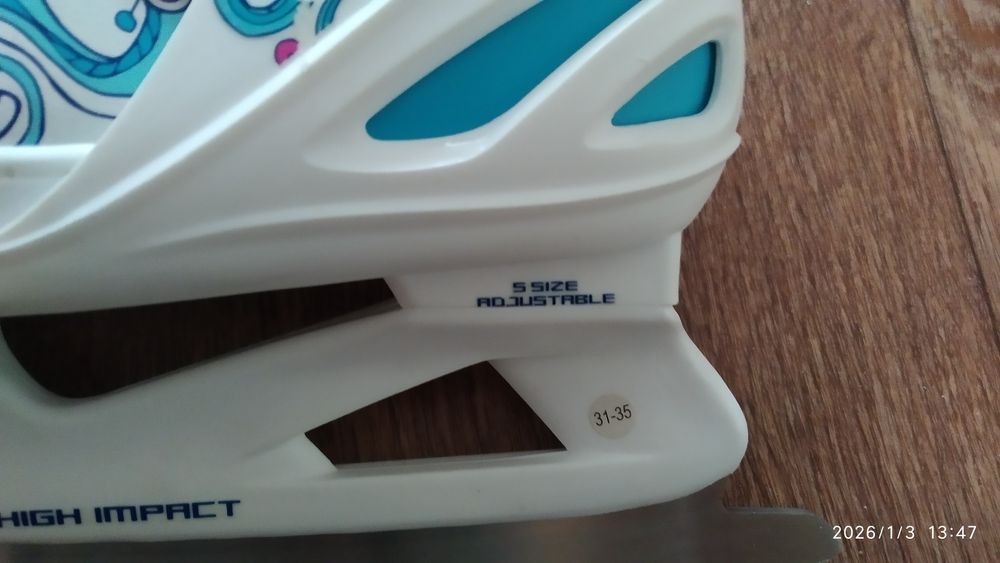 5 SIZE
ADJUSTABLE
31-35
HIGH IMPACT
2026/1/3 13:47